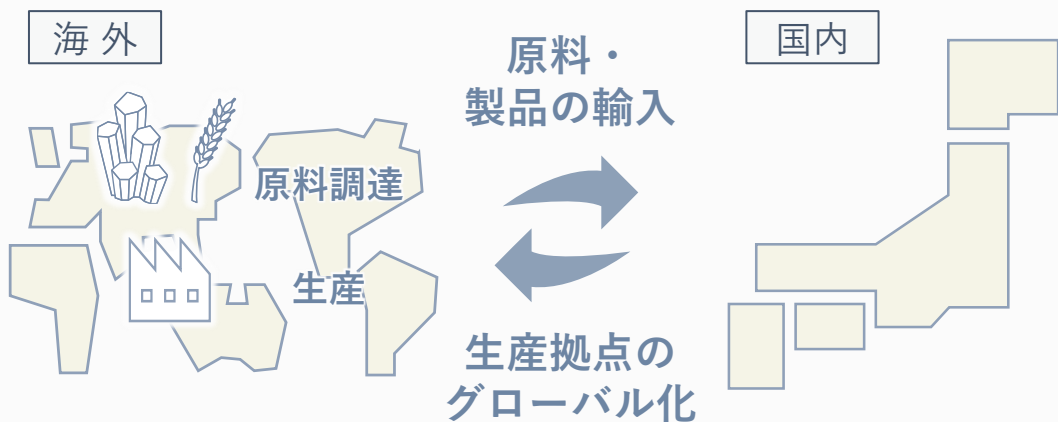 海外
国内
原料・
製品の輸入
原料調達
生産
生産拠点の
グローバル化